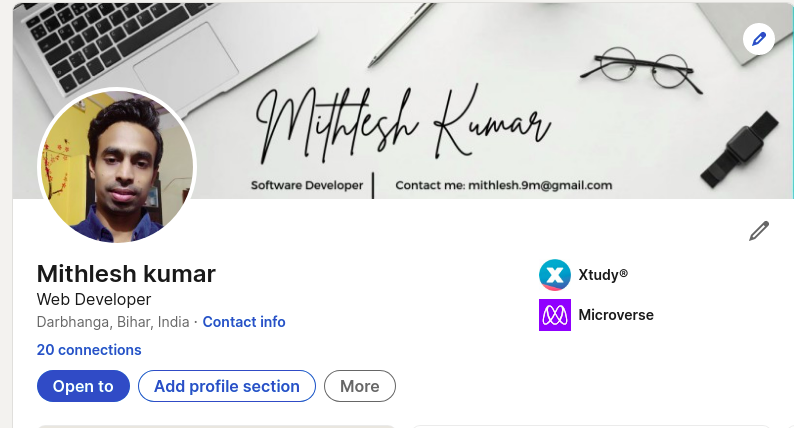 Mithlesh Kumar
Software Developer | Contact me: mithlesh.9m@gmail.com
Mithlesh kumar
Web Developer
Darbhanga, Bihar, India · Contact info
20 connections
Open to
Add profile section
More
Xtudy®
Microverse